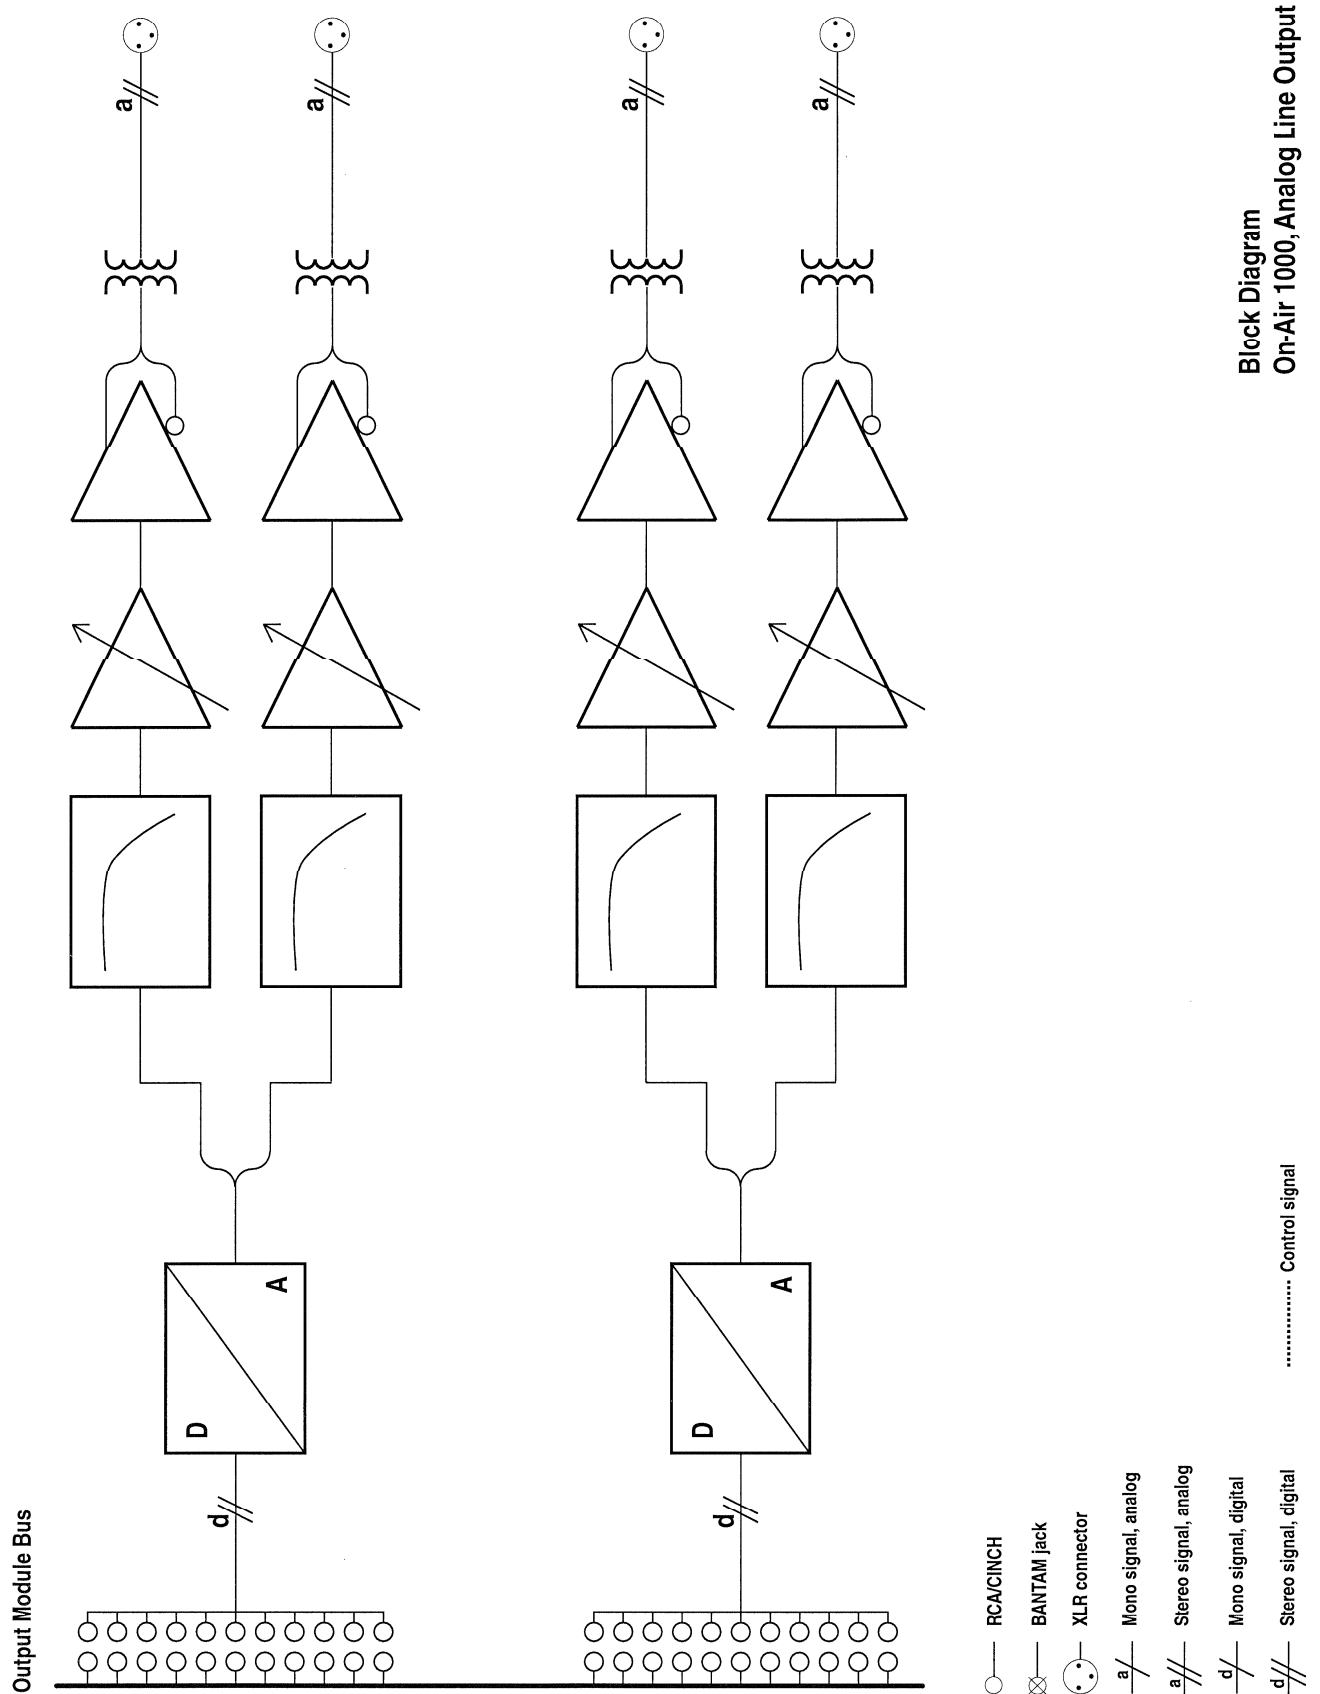 Output Module Bus
d
D
A
a
a
d
D
A
a
a
RCA/CINCH
BANTAM jack
XLR connector
a Mono signal, analog
a Stereo signal, analog
d Mono signal, digital
d Stereo signal, digital
Control signal
Block Diagram
On-Air 1000, Analog Line Output